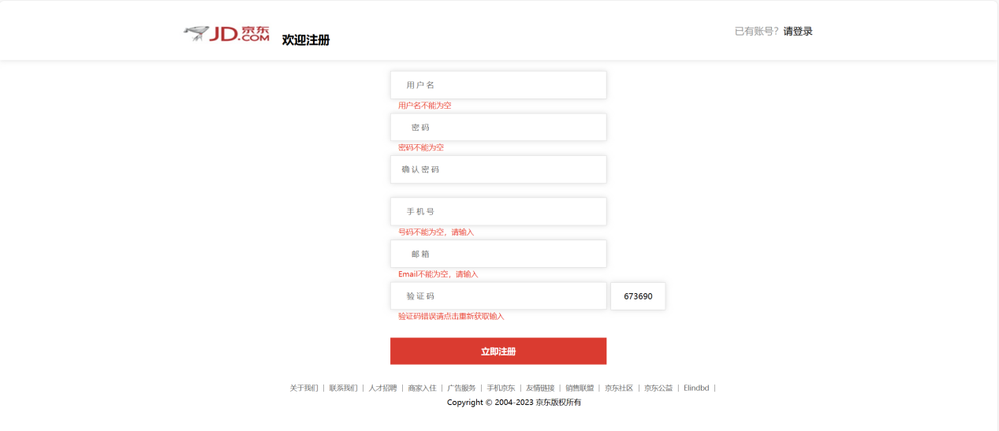 JD.京东
.COM
欢迎注册
已有账号？请登录
用 户 名
用户名不能为空
密 码
密码不能为空
确 认 密 码
手 机 号
号码不能为空，请输入
邮 箱
Email不能为空，请输入
验 证 码
673690
验证码错误请点击重新获取输入
立即注册
关于我们 | 联系我们 | 人才招聘 | 商家入住 | 广告服务 | 手机京东 | 友情链接 | 销售联盟 | 京东社区 | 京东公益 | Elindbd |
Copyright © 2004-2023 京东版权所有